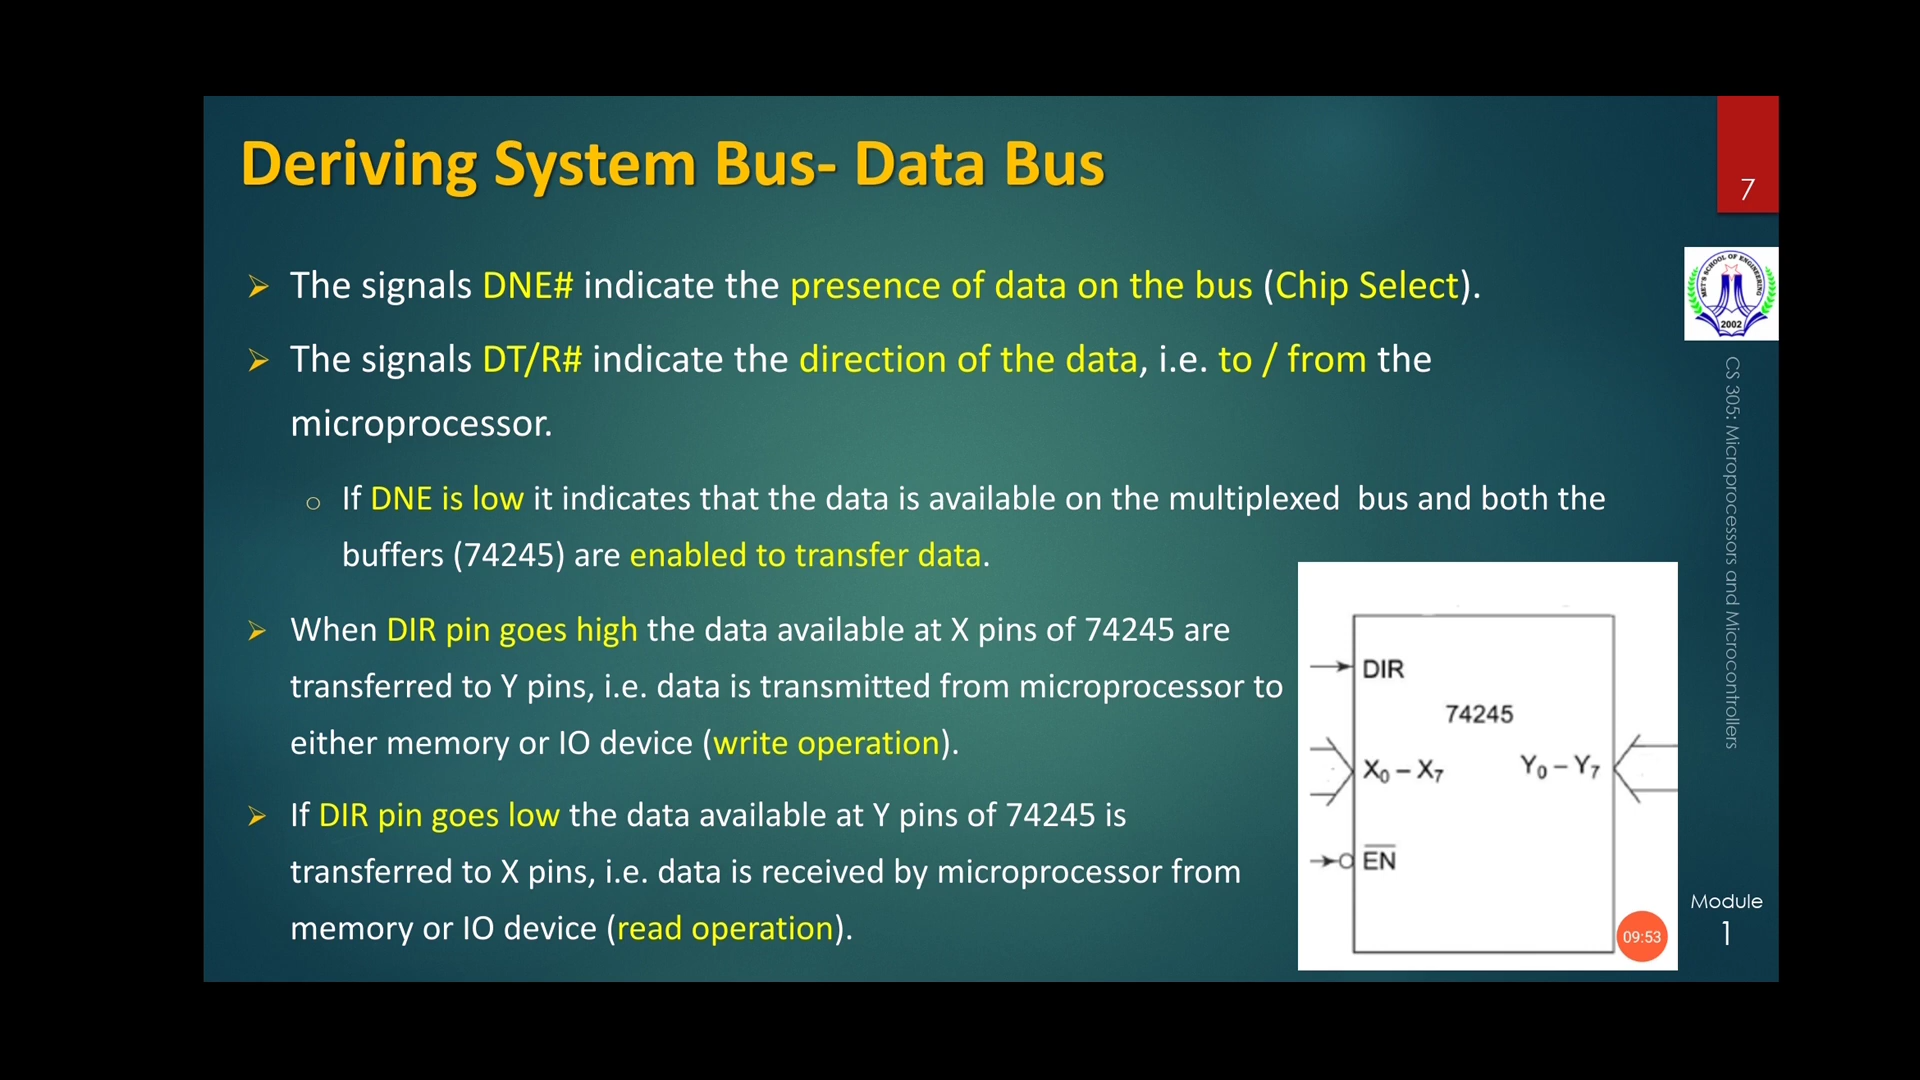 Deriving System Bus- Data Bus
7
➢ The signals DNE# indicate the presence of data on the bus (Chip Select).
➢ The signals DT/R# indicate the direction of the data, i.e. to / from the
microprocessor.
o If DNE is low it indicates that the data is available on the multiplexed bus and both the
buffers (74245) are enabled to transfer data.
➢ When DIR pin goes high the data available at X pins of 74245 are
transferred to Y pins, i.e. data is transmitted from microprocessor to
either memory or IO device (write operation).
➢ If DIR pin goes low the data available at Y pins of 74245 is
transferred to X pins, i.e. data is received by microprocessor from
memory or IO device (read operation).
DIR
74245
X₀ – X₇ Y₀ – Y₇
E̅N̅
09:53
MET'S SCHOOL OF ENGINEERING
2002
CS 305: Microprocessors and Microcontrollers
Module
1